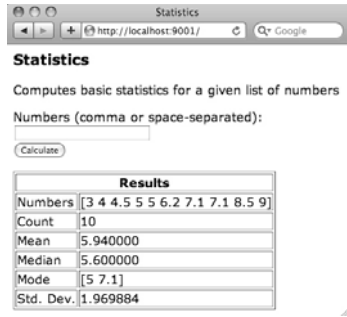 Statistics
http://localhost:9001/
Google
Statistics
Computes basic statistics for a given list of numbers
Numbers (comma or space-separated):
Calculate
Results
Numbers [3 4 4.5 5 5 6.2 7.1 7.1 8.5 9]
Count 10
Mean 5.940000
Median 5.600000
Mode [5 7.1]
Std. Dev. 1.969884